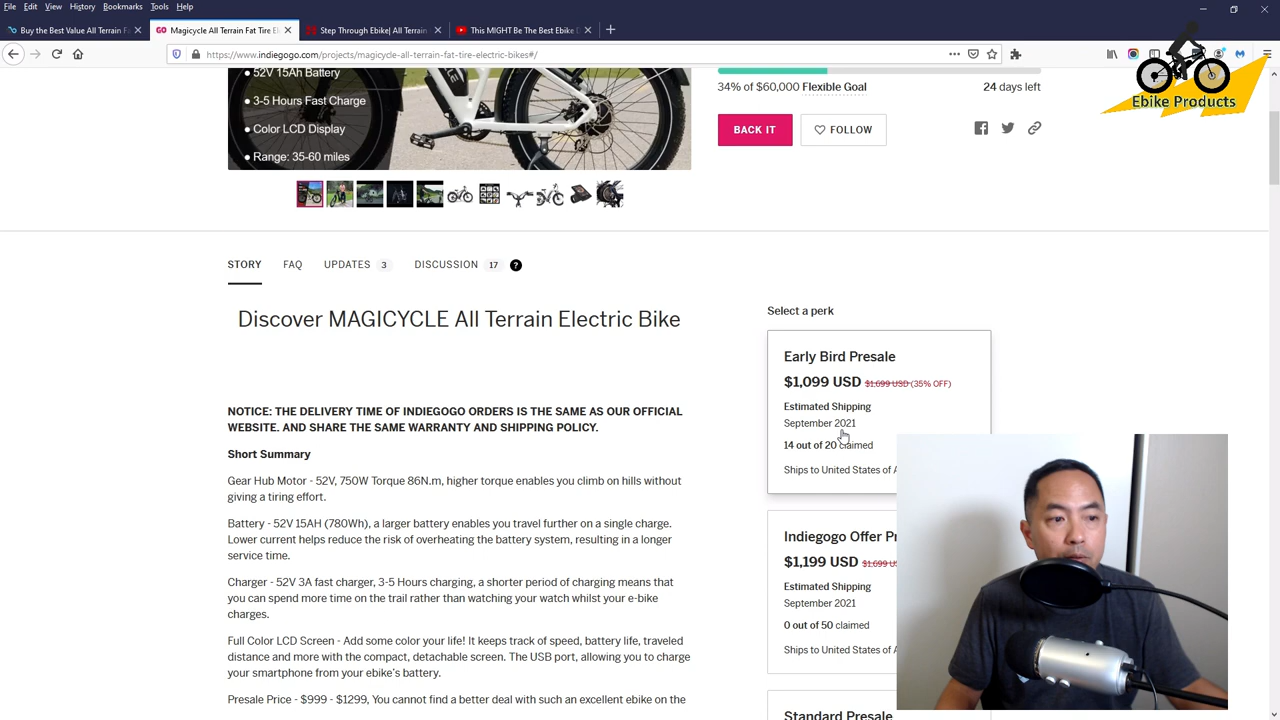 File Edit View History Bookmarks Tools Help
Buy the Best Value All Terrain F
Magicycle All Terrain Fat Tire El
Step Through Ebike| All Terrain
This MIGHT Be The Best Ebike D
https://www.indiegogo.com/projects/magicycle-all-terrain-fat-tire-electric-bikes#/
Ebike Products
● 52V 15Ah Battery
● 3-5 Hours Fast Charge
● Color LCD Display
● Range: 35-60 miles
34% of $60,000 Flexible Goal
24 days left
BACK IT
FOLLOW
STORY FAQ UPDATES 3 DISCUSSION 17 ?
Discover MAGICYCLE All Terrain Electric Bike
NOTICE: THE DELIVERY TIME OF INDIEGOGO ORDERS IS THE SAME AS OUR OFFICIAL
WEBSITE. AND SHARE THE SAME WARRANTY AND SHIPPING POLICY.
Short Summary
Gear Hub Motor - 52V, 750W Torque 86N.m, higher torque enables you climb on hills without
giving a tiring effort.
Battery - 52V 15AH (780Wh), a larger battery enables you travel further on a single charge.
Lower current helps reduce the risk of overheating the battery system, resulting in a longer
service time.
Charger - 52V 3A fast charger, 3-5 Hours charging, a shorter period of charging means that
you can spend more time on the trail rather than watching your watch whilst your e-bike
charges.
Full Color LCD Screen - Add some color your life! It keeps track of speed, battery life, traveled
distance and more with the compact, detachable screen. The USB port, allowing you to charge
your smartphone from your ebike's battery.
Presale Price - $999 - $1299, You cannot find a better deal with such an excellent ebike on the
Select a perk
Early Bird Presale
$1,099 USD $1,699 USD (35% OFF)
Estimated Shipping
September 2021
14 out of 20 claimed
Ships to United States of A
Indiegogo Offer Pr
$1,199 USD $1,699 US
Estimated Shipping
September 2021
0 out of 50 claimed
Ships to United States of A
Standard Presale